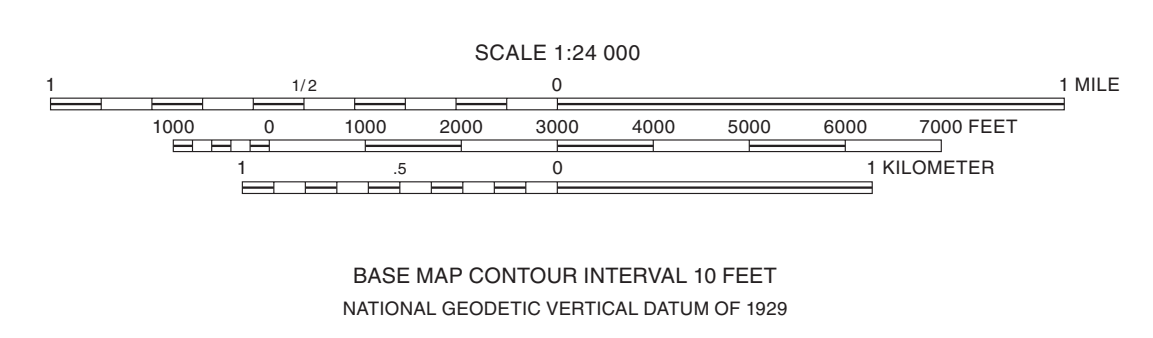 SCALE 1:24 000
1 1/2 0 1 MILE
1000 0 1000 2000 3000 4000 5000 6000 7000 FEET
1 .5 0 1 KILOMETER
BASE MAP CONTOUR INTERVAL 10 FEET
NATIONAL GEODETIC VERTICAL DATUM OF 1929